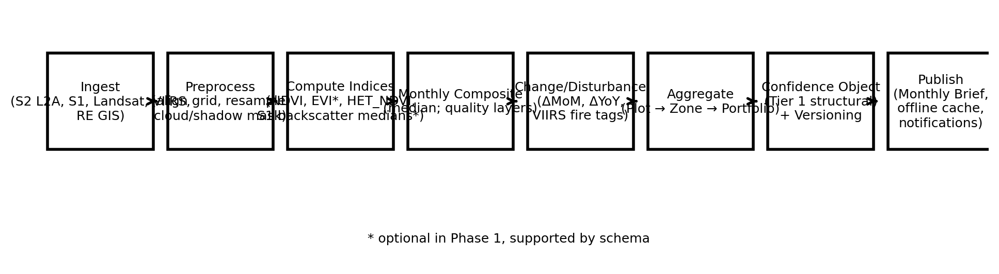 Ingest
(S2 L2A, S1, Landsat, VIIRS,
RE GIS)
Preprocess
(align grid, resample
cloud/shadow mask)
Compute Indices
(NDVI, EVI*, HET_NDVI,
S1 backscatter medians*)
Monthly Composite
(median; quality layers)
Change/Disturbance
(ΔMoM, ΔYoY,
VIIRS fire tags)
Aggregate
(Plot → Zone → Portfolio)
Confidence Object
(Tier 1 structural)
+ Versioning
Publish
(Monthly Brief,
offline cache,
notifications)
* optional in Phase 1, supported by schema